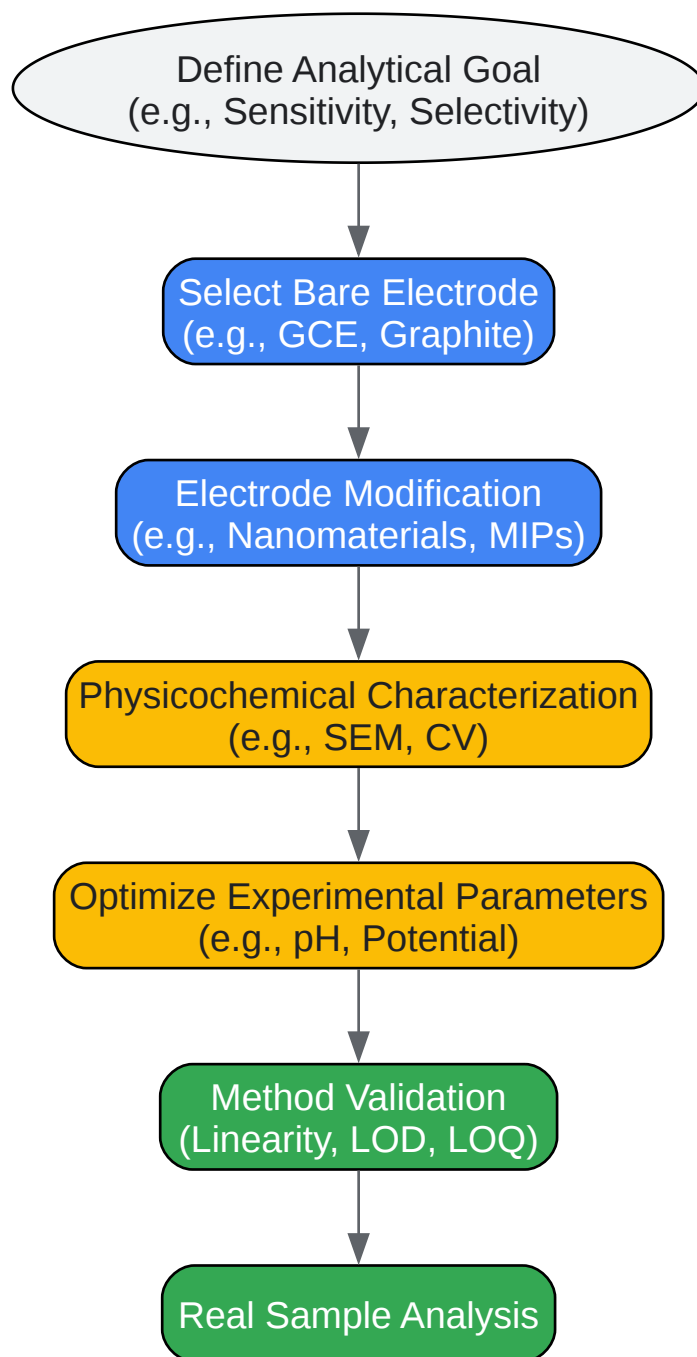 Define Analytical Goal
(e.g., Sensitivity, Selectivity)
Select Bare Electrode
(e.g., GCE, Graphite)
Electrode Modification
(e.g., Nanomaterials, MIPs)
Physicochemical Characterization
(e.g., SEM, CV)
Optimize Experimental Parameters
(e.g., pH, Potential)
Method Validation
(Linearity, LOD, LOQ)
Real Sample Analysis